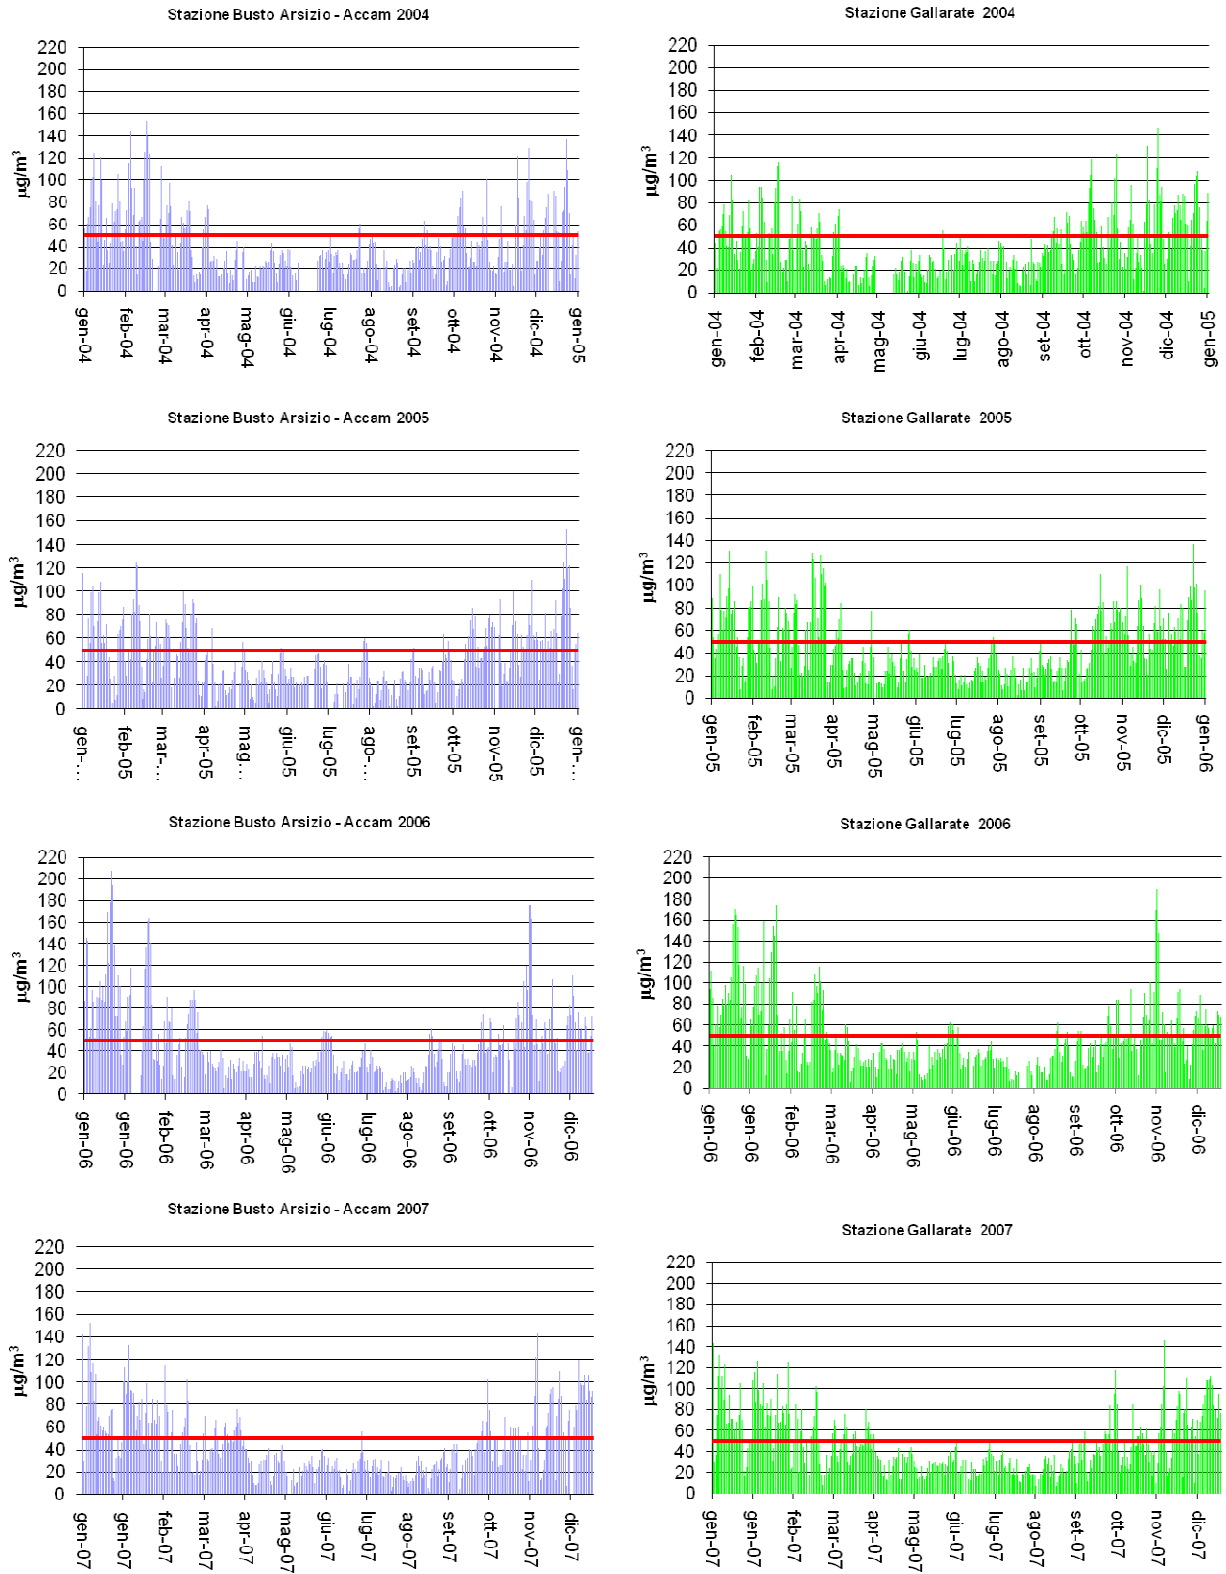 Stazione Busto Arsizio - Accam 2004
µg/m³
220
200
180
160
140
120
100
80
60
40
20
0
gen-04
feb-04
mar-04
apr-04
mag-04
giu-04
lug-04
ago-04
set-04
ott-04
nov-04
dic-04
gen-05
Stazione Gallarate 2004
µg/m³
220
200
180
160
140
120
100
80
60
40
20
0
gen-04
feb-04
mar-04
apr-04
mag-04
giu-04
lug-04
ago-04
set-04
ott-04
nov-04
dic-04
gen-05
Stazione Busto Arsizio - Accam 2005
µg/m³
220
200
180
160
140
120
100
80
60
40
20
0
gen-...
feb-05
mar-...
apr-05
mag...
giu-05
lug-05
ago-...
set-05
ott-05
nov-05
dic-05
gen-...
Stazione Gallarate 2005
µg/m³
220
200
180
160
140
120
100
80
60
40
20
0
gen-05
feb-05
mar-05
apr-05
mag-05
giu-05
lug-05
ago-05
set-05
ott-05
nov-05
dic-05
gen-06
Stazione Busto Arsizio - Accam 2006
µg/m³
220
200
180
160
140
120
100
80
60
40
20
0
gen-06
gen-06
feb-06
mar-06
apr-06
mag-06
giu-06
lug-06
ago-06
set-06
ott-06
nov-06
dic-06
Stazione Gallarate 2006
µg/m³
220
200
180
160
140
120
100
80
60
40
20
0
gen-06
gen-06
feb-06
mar-06
apr-06
mag-06
giu-06
lug-06
ago-06
set-06
ott-06
nov-06
dic-06
Stazione Busto Arsizio - Accam 2007
µg/m³
220
200
180
160
140
120
100
80
60
40
20
0
gen-07
gen-07
feb-07
mar-07
apr-07
mag-07
giu-07
lug-07
ago-07
set-07
ott-07
nov-07
dic-07
Stazione Gallarate 2007
µg/m³
220
200
180
160
140
120
100
80
60
40
20
0
gen-07
gen-07
feb-07
mar-07
apr-07
mag-07
giu-07
lug-07
ago-07
set-07
ott-07
nov-07
dic-07